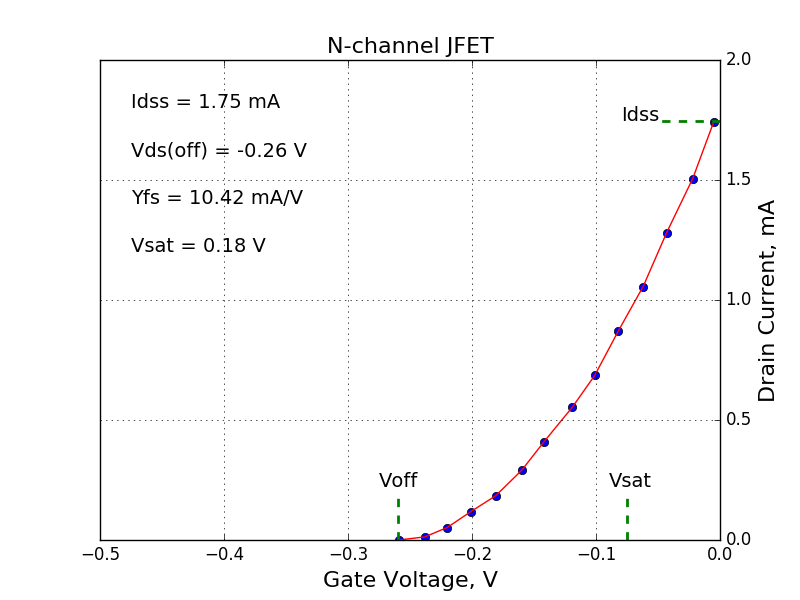 N-channel JFET
Idss = 1.75 mA
Vds(off) = -0.26 V
Yfs = 10.42 mA/V
Vsat = 0.18 V
Idss
Voff
Vsat
2.0
1.5
1.0
0.5
0.0
Drain Current, mA
−0.5 −0.4 −0.3 −0.2 −0.1 0.0
Gate Voltage, V